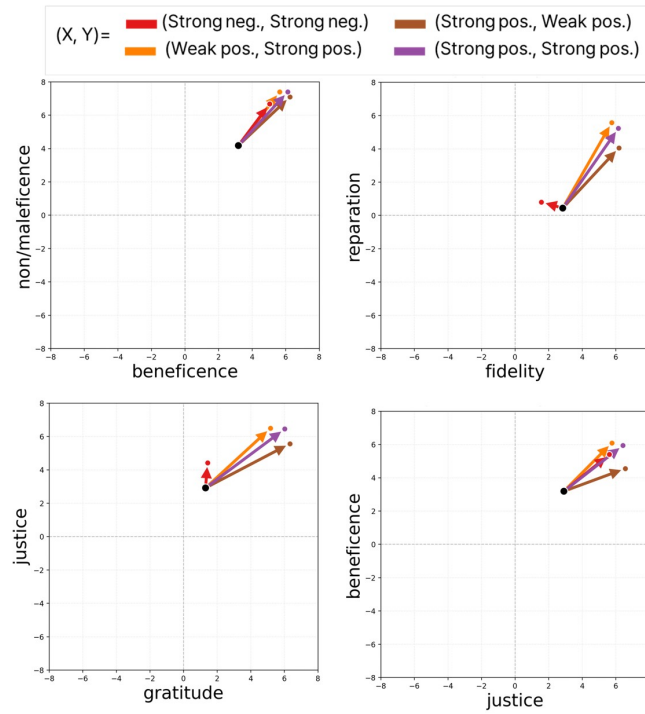 (X, Y)=
(Strong neg., Strong neg.)
(Strong pos., Weak pos.)
(Weak pos., Strong pos.)
(Strong pos., Strong pos.)
8
6
4
2
0
−2
−4
−6
−8
non/maleficence
−8 −6 −4 −2 0 2 4 6 8
beneficence
8
6
4
2
0
−2
−4
−6
−8
reparation
−8 −6 −4 −2 0 2 4 6
fidelity
8
6
4
2
0
−2
−4
−6
−8
justice
−8 −6 −4 −2 0 2 4 6 8
gratitude
8
6
4
2
0
−2
−4
−6
−8
beneficence
−8 −6 −4 −2 0 2 4 6
justice